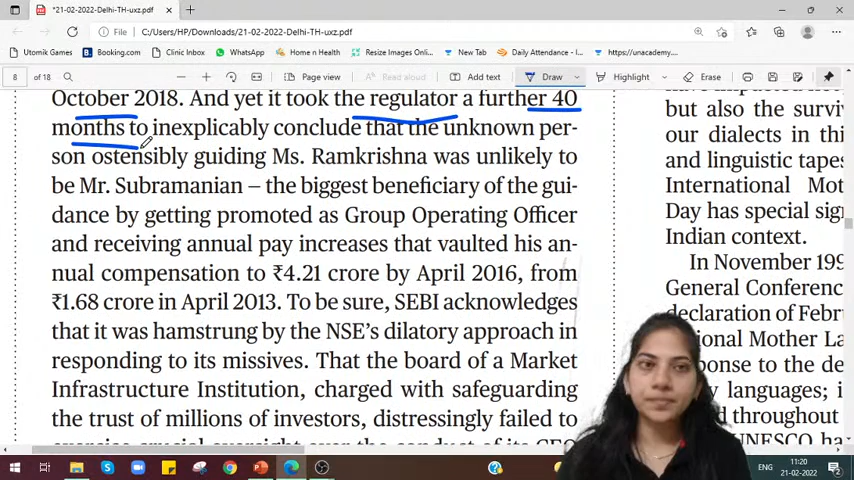 *21-02-2022-Delhi-TH-uxz.pdf
File
C:/Users/HP/Downloads/21-02-2022-Delhi-TH-uxz.pdf
Utomik Games
Booking.com
Clinic Inbox
WhatsApp
Home n Health
Resize Images Onlin...
New Tab
Daily Attendance - I...
https://unacademy....
8
of 18
Page view
Read aloud
Add text
Draw
Highlight
Erase
October 2018. And yet it took the regulator a further 40
months to inexplicably conclude that the unknown per-
son ostensibly guiding Ms. Ramkrishna was unlikely to
be Mr. Subramanian – the biggest beneficiary of the gui-
dance by getting promoted as Group Operating Officer
and receiving annual pay increases that vaulted his an-
nual compensation to ₹4.21 crore by April 2016, from
₹1.68 crore in April 2013. To be sure, SEBI acknowledges
that it was hamstrung by the NSE's dilatory approach in
responding to its missives. That the board of a Market
Infrastructure Institution, charged with safeguarding
the trust of millions of investors, distressingly failed to
but also the surviv
our dialects in thi
and linguistic tapes
International Mot
Day has special sig
Indian context.
In November 199
General Conferenc
declaration of Febr
ional Mother La
ponse to the de
y languages; i
d throughout
UNESCO ha
ENG
11:20
21-02-2022